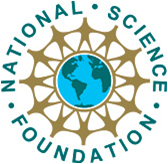 NATIONAL · SCIENCE
· FOUNDATION ·